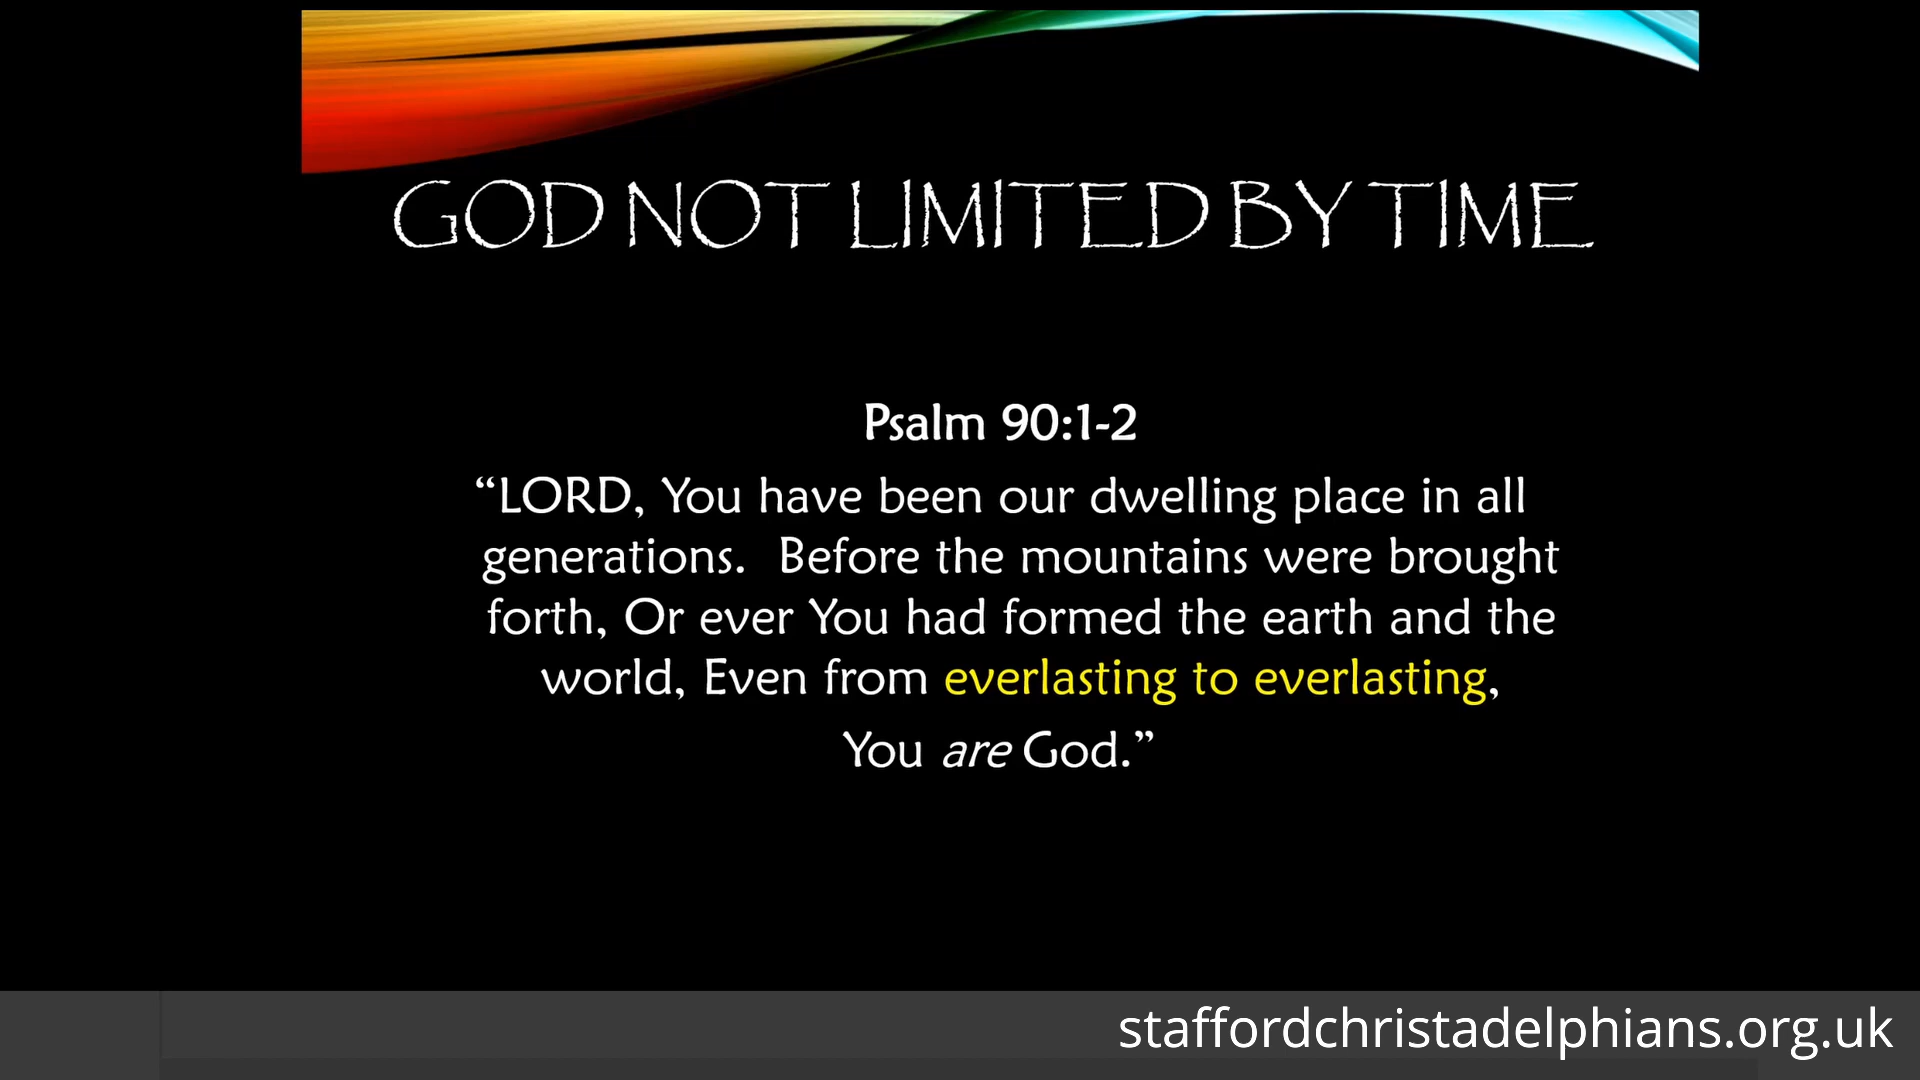 GOD NOT LIMITED BY TIME
Psalm 90:1-2
“LORD, You have been our dwelling place in all
generations.  Before the mountains were brought
forth, Or ever You had formed the earth and the
world, Even from everlasting to everlasting,
You are God.”
staffordchristadelphians.org.uk